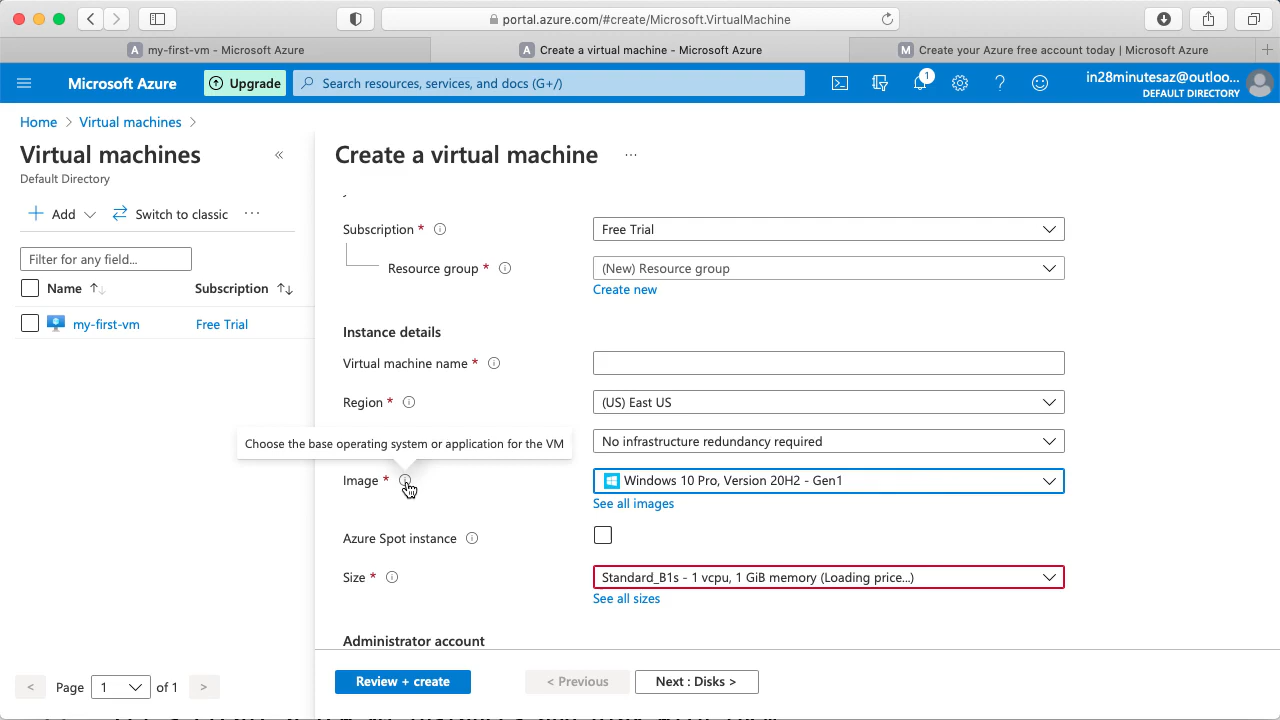 portal.azure.com/#create/Microsoft.VirtualMachine
my-first-vm - Microsoft Azure
Create a virtual machine - Microsoft Azure
Create your Azure free account today | Microsoft Azure
Microsoft Azure
Upgrade
Search resources, services, and docs (G+/)
1
in28minutesaz@outloo...
DEFAULT DIRECTORY
Home > Virtual machines >
Virtual machines
«
Default Directory
Add
Switch to classic
...
Filter for any field...
Name
Subscription
my-first-vm
Free Trial
< Page 1 of 1 >
Create a virtual machine
...
Subscription *
Free Trial
Resource group *
(New) Resource group
Create new
Instance details
Virtual machine name *
Region *
(US) East US
Choose the base operating system or application for the VM
No infrastructure redundancy required
Image *
Windows 10 Pro, Version 20H2 - Gen1
See all images
Azure Spot instance
Size *
Standard_B1s - 1 vcpu, 1 GiB memory (Loading price...)
See all sizes
Administrator account
Review + create
< Previous
Next : Disks >